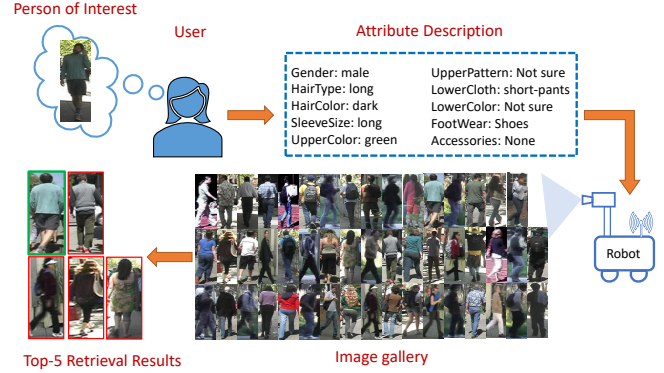 Person of Interest
User
Attribute Description
Gender: male
HairType: long
HairColor: dark
SleeveSize: long
UpperColor: green
UpperPattern: Not sure
LowerCloth: short-pants
LowerColor: Not sure
FootWear: Shoes
Accessories: None
Robot
Top-5 Retrieval Results
Image gallery